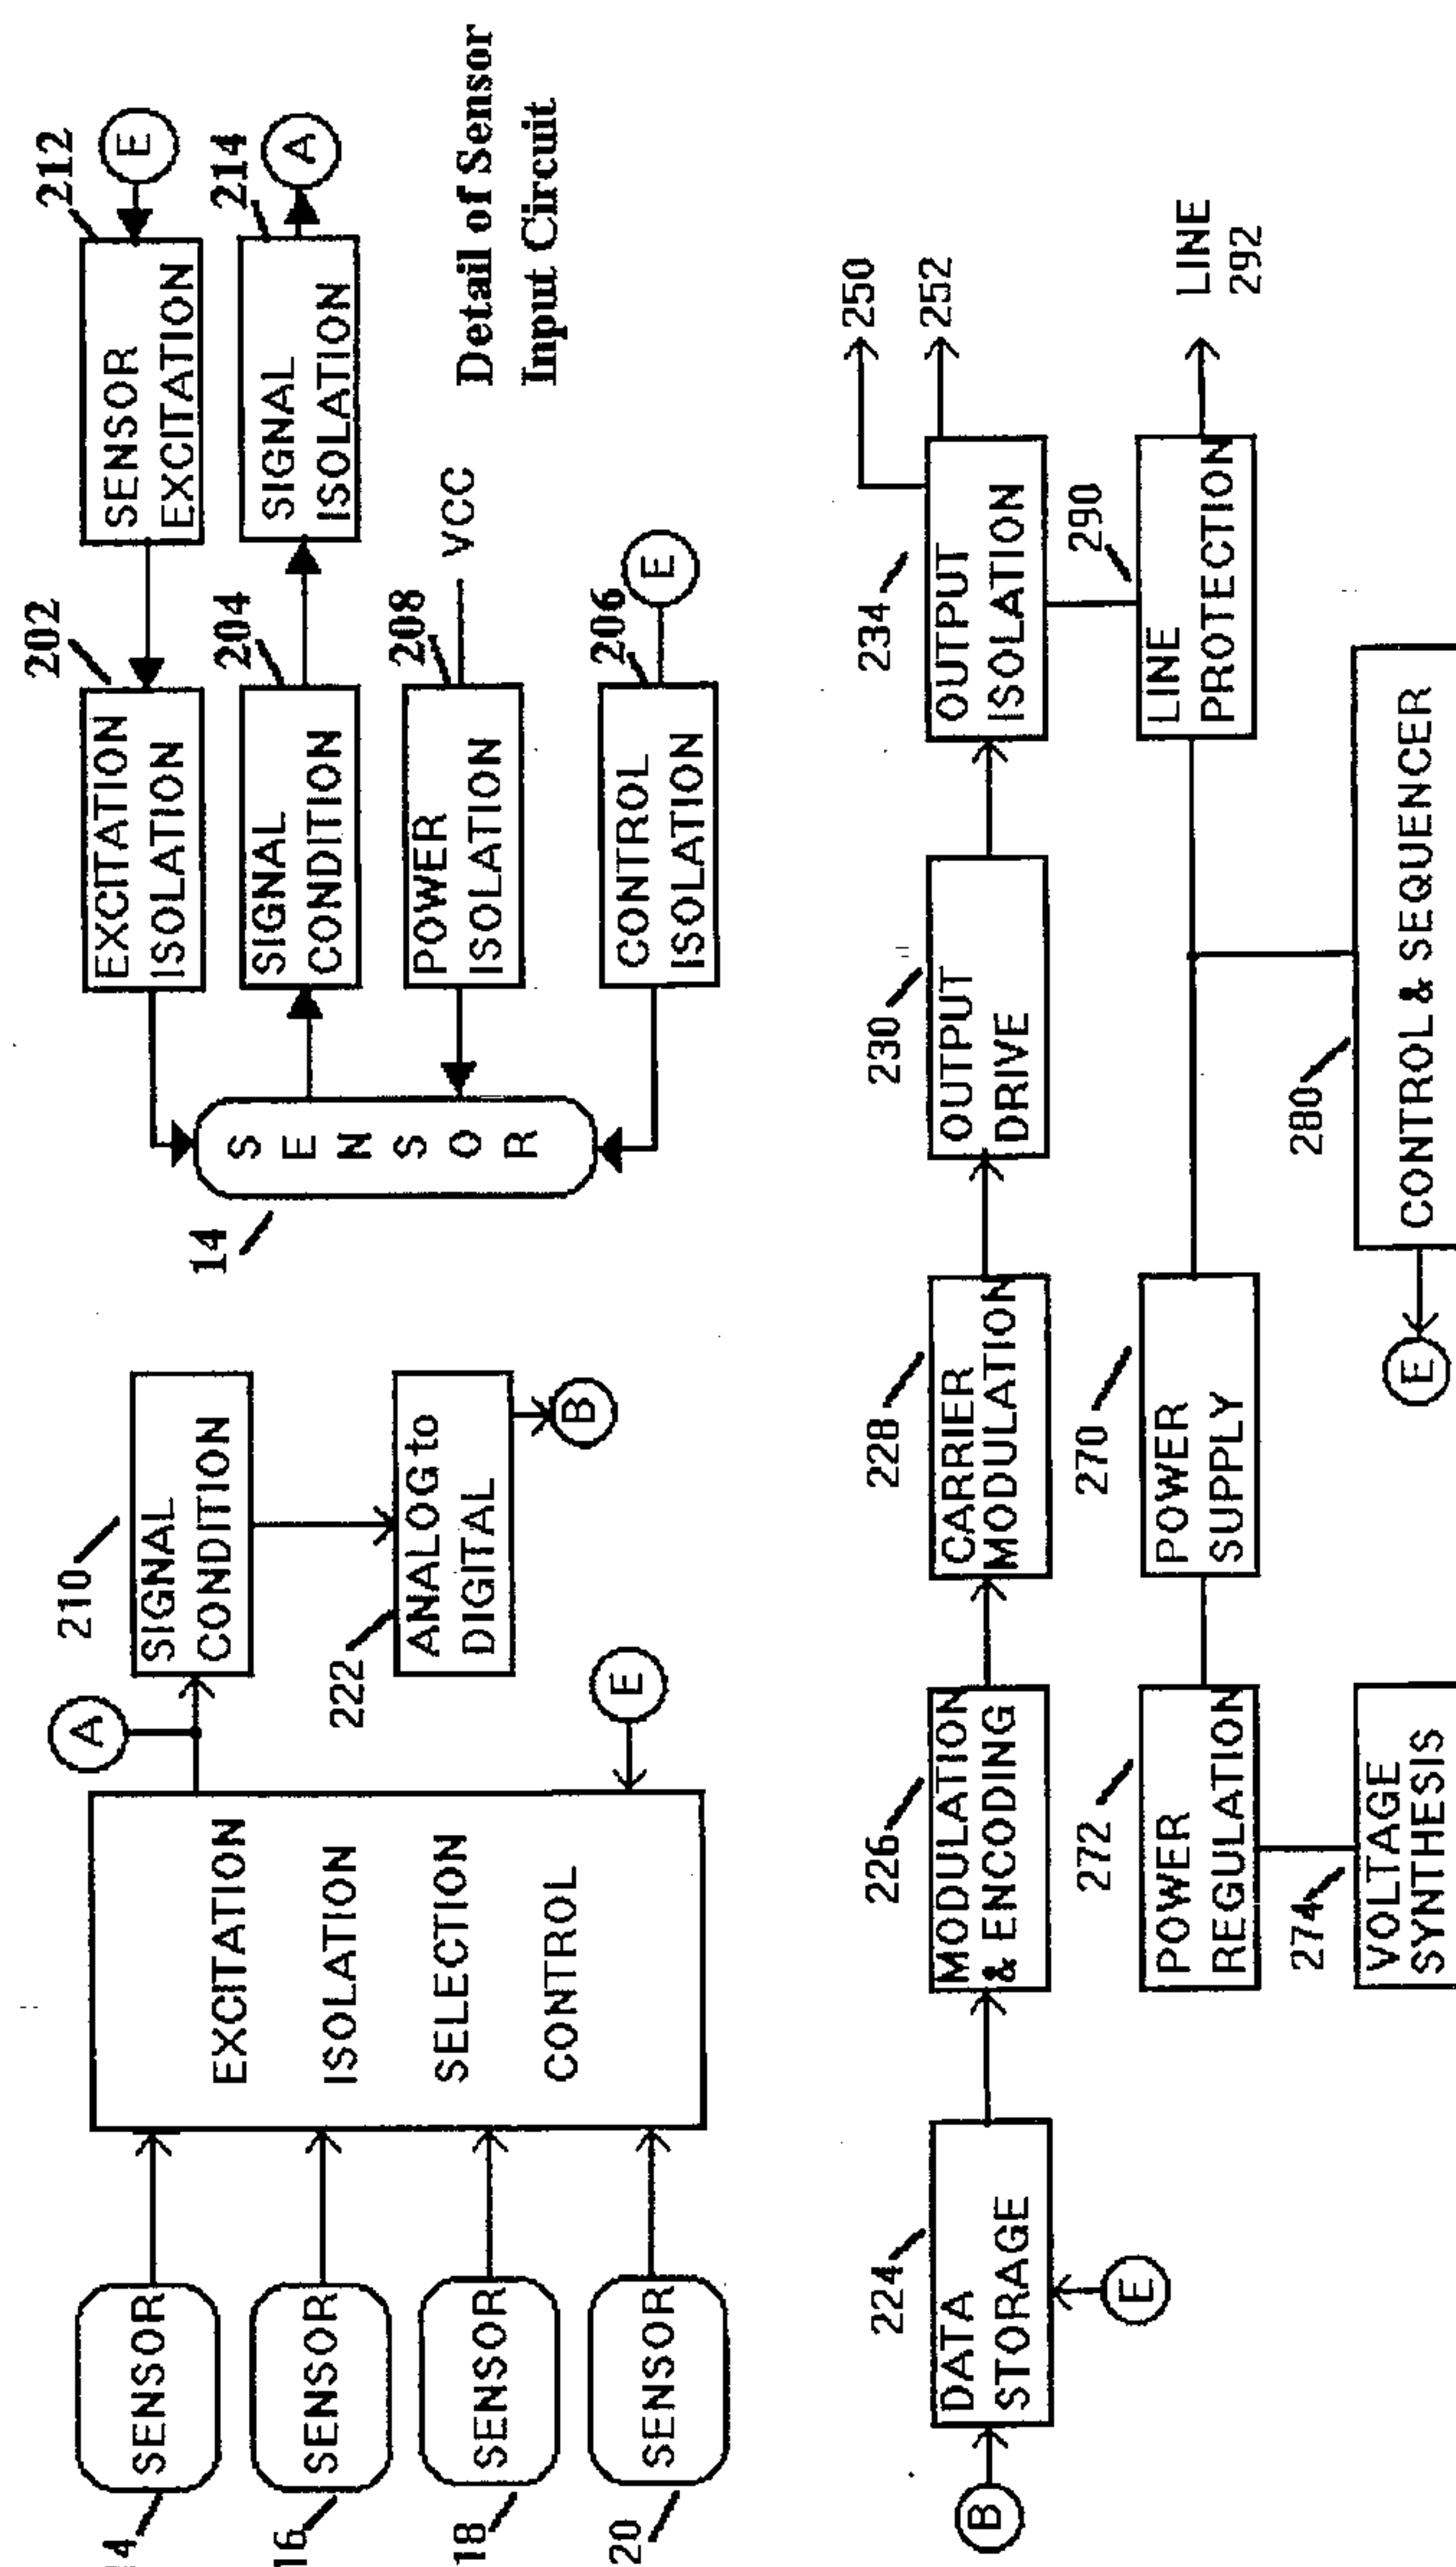 14
SENSOR
16
SENSOR
18
SENSOR
20
SENSOR
EXCITATION
ISOLATION
SELECTION
CONTROL
A
E
210
SIGNAL
CONDITION
222
ANALOG to
DIGITAL
B
14
SENSOR
202
EXCITATION
ISOLATION
204
SIGNAL
CONDITION
208
POWER
ISOLATION
VCC
206
CONTROL
ISOLATION
E
212
SENSOR
EXCITATION
E
214
SIGNAL
ISOLATION
A
Detail of Sensor
Input Circuit
B
224
DATA
STORAGE
E
226
MODULATION
& ENCODING
228
CARRIER
MODULATION
230
OUTPUT
DRIVE
234
OUTPUT
ISOLATION
250
252
272
POWER
REGULATION
270
POWER
SUPPLY
290
LINE
PROTECTION
LINE
292
274
VOLTAGE
SYNTHESIS
E
280
CONTROL & SEQUENCER